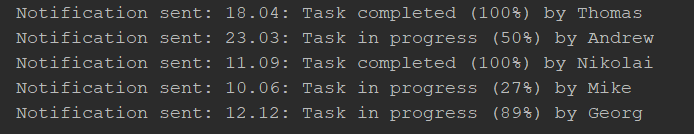 Notification sent: 18.04: Task completed (100%) by Thomas
Notification sent: 23.03: Task in progress (50%) by Andrew
Notification sent: 11.09: Task completed (100%) by Nikolai
Notification sent: 10.06: Task in progress (27%) by Mike
Notification sent: 12.12: Task in progress (89%) by Georg